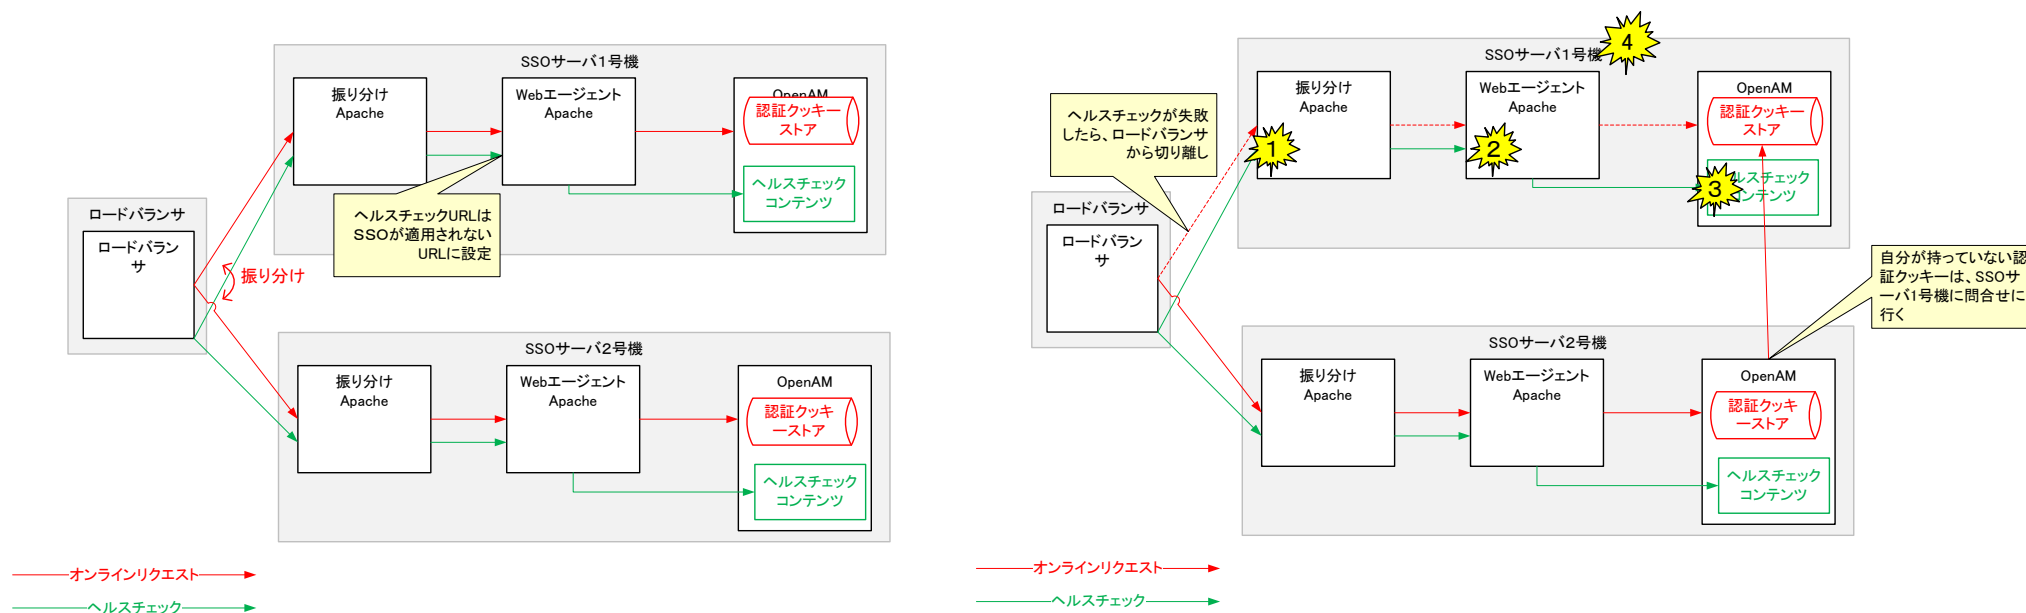 SSOサーバ1号機
振り分け
Apache
Webエージェント
Apache
OpenAM
認証クッキー
ストア
ヘルスチェック
コンテンツ
ヘルスチェックURLは
SSOが適用されない
URLに設定
ロードバランサ
ロードバラン
サ
振り分け
SSOサーバ2号機
振り分け
Apache
Webエージェント
Apache
OpenAM
認証クッキ
ーストア
ヘルスチェック
コンテンツ
オンラインリクエスト
ヘルスチェック
SSOサーバ1号機
4
振り分け
Apache
1
Webエージェント
Apache
2
OpenAM
認証クッキー
ストア
3
ルスチェック
ンテンツ
ヘルスチェックが失敗
したら、ロードバランサ
から切り離し
ロードバランサ
ロードバラン
サ
自分が持っていない認
証クッキーは、SSOサ
ーバ1号機に問合せに
行く
SSOサーバ2号機
振り分け
Apache
Webエージェント
Apache
OpenAM
認証クッキ
ーストア
ヘルスチェック
コンテンツ
オンラインリクエスト
ヘルスチェック